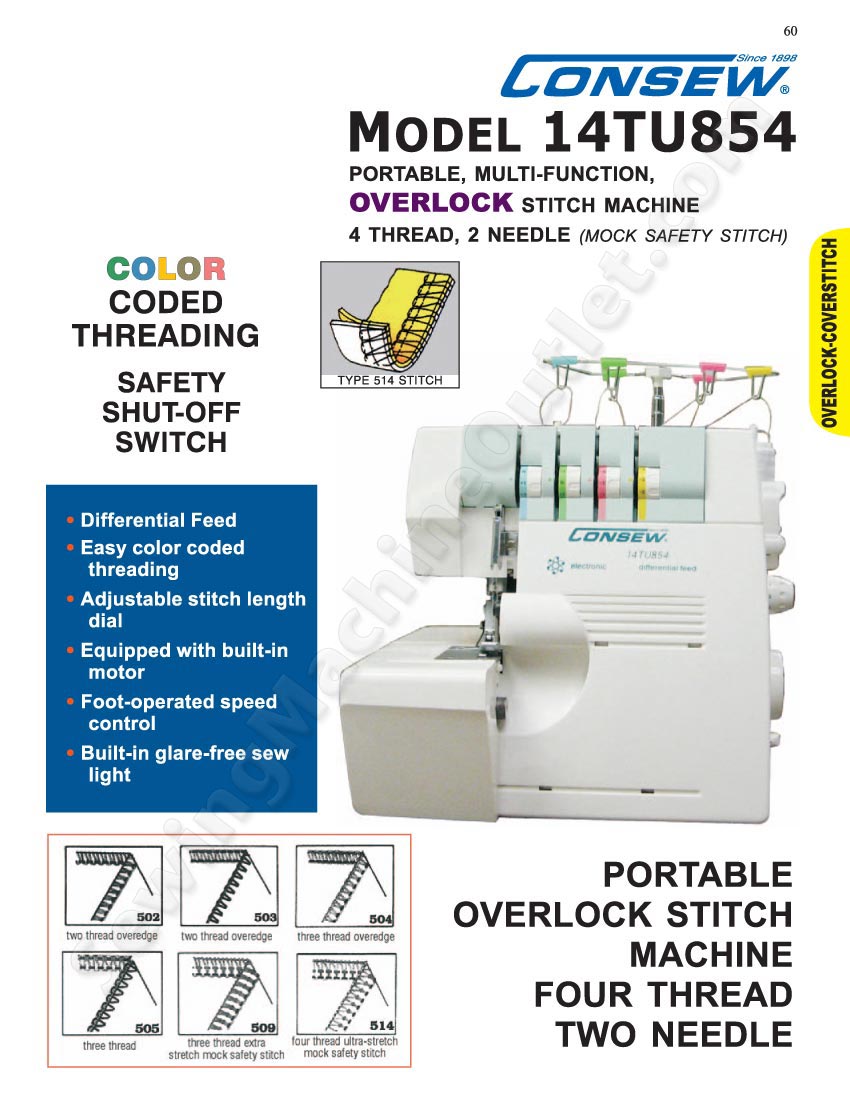 60
Since 1898
CONSEW®
MODEL 14TU854
PORTABLE, MULTI-FUNCTION,
OVERLOCK STITCH MACHINE
4 THREAD, 2 NEEDLE (MOCK SAFETY STITCH)
COLOR
CODED
THREADING
SAFETY
SHUT-OFF
SWITCH
TYPE 514 STITCH
OVERLOCK-COVERSTITCH
• Differential Feed
• Easy color coded
threading
• Adjustable stitch length
dial
• Equipped with built-in
motor
• Foot-operated speed
control
• Built-in glare-free sew
light
CONSEW
14TU854
electronic differential feed
SewingMachineOutlet.com
502
two thread overedge
503
two thread overedge
504
three thread overedge
505
three thread
509
three thread extra
stretch mock safety stitch
514
four thread ultra-stretch
mock safety stitch
PORTABLE
OVERLOCK STITCH
MACHINE
FOUR THREAD
TWO NEEDLE